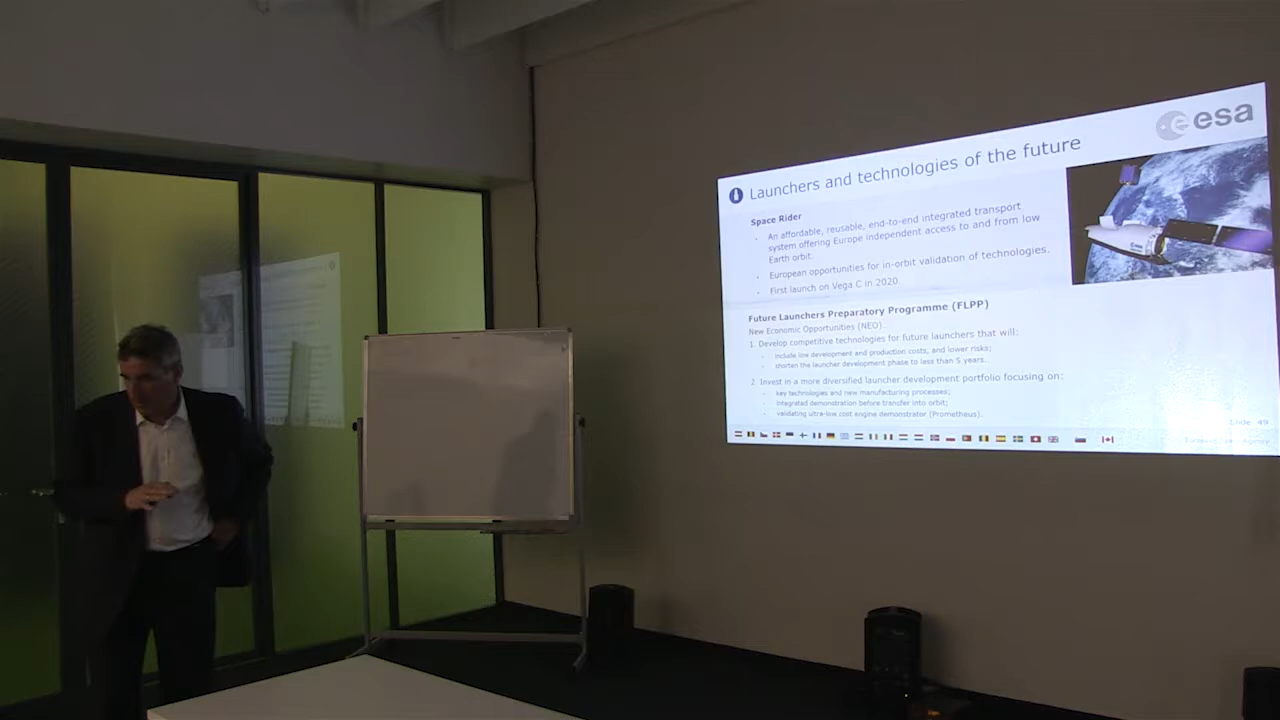 esa
Launchers and technologies of the future
Space Rider
- An affordable, reusable, end-to-end integrated transport
system offering Europe independent access to and from low
Earth orbit.
- European opportunities for in-orbit validation of technologies.
- First launch on Vega C in 2020
Future Launchers Preparatory Programme (FLPP)
New Economic Opportunities (NEO)
1. Develop competitive technologies for future launchers that will:
- include low development and production costs, and lower risks;
- shorten the launcher development phase to less than 5 years.
2. Invest in a more diversified launcher development portfolio focusing on:
- key technologies and new manufacturing processes;
- integrated demonstration before transfer into orbit;
- validating ultra-low cost engine demonstrator (Prometheus).
Slide 49
Agency